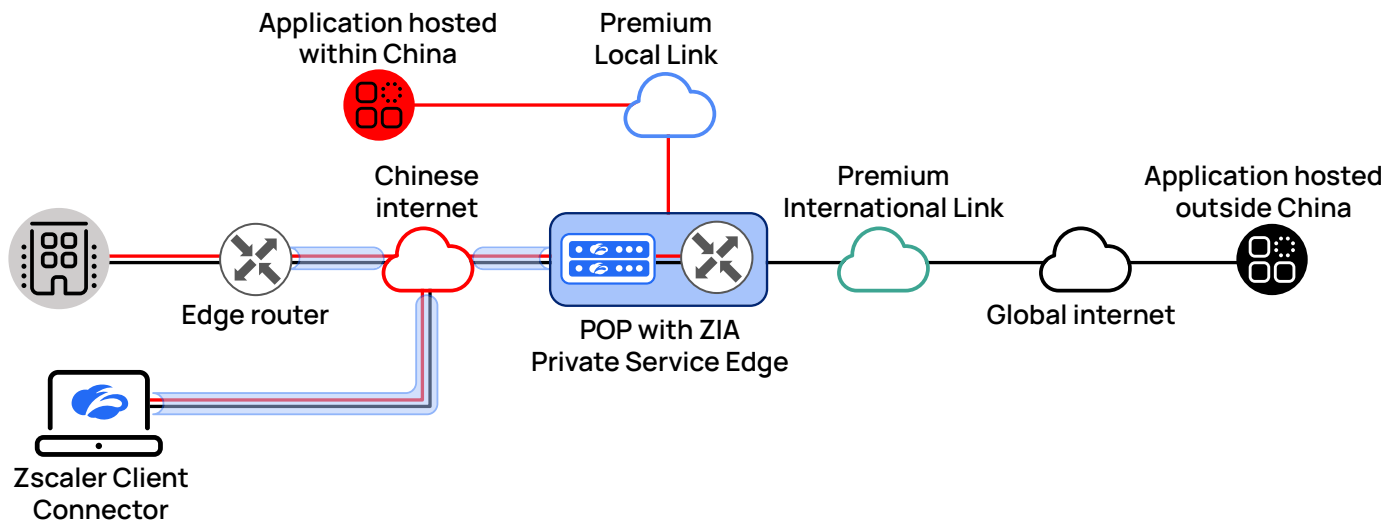 Application hosted
within China
Premium
Local Link
Chinese
internet
Premium
International Link
Application hosted
outside China
Edge router
POP with ZIA
Private Service Edge
Global internet
Zscaler Client
Connector